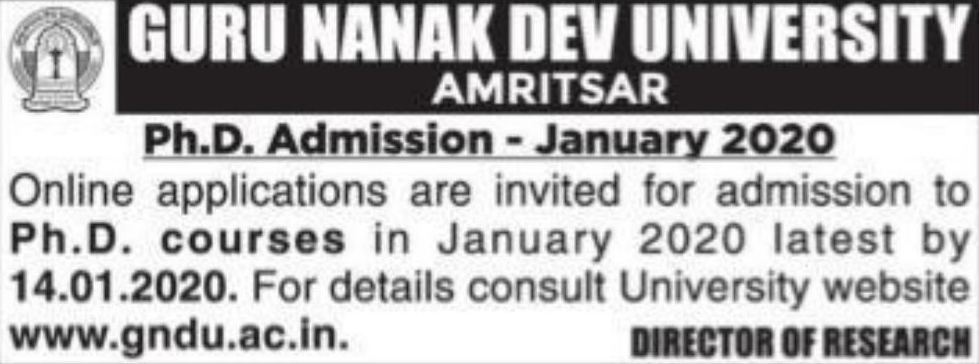 GURU NANAK DEV UNIVERSITY
AMRITSAR
Ph.D. Admission - January 2020
Online applications are invited for admission to
Ph.D. courses in January 2020 latest by
14.01.2020. For details consult University website
www.gndu.ac.in.
DIRECTOR OF RESEARCH